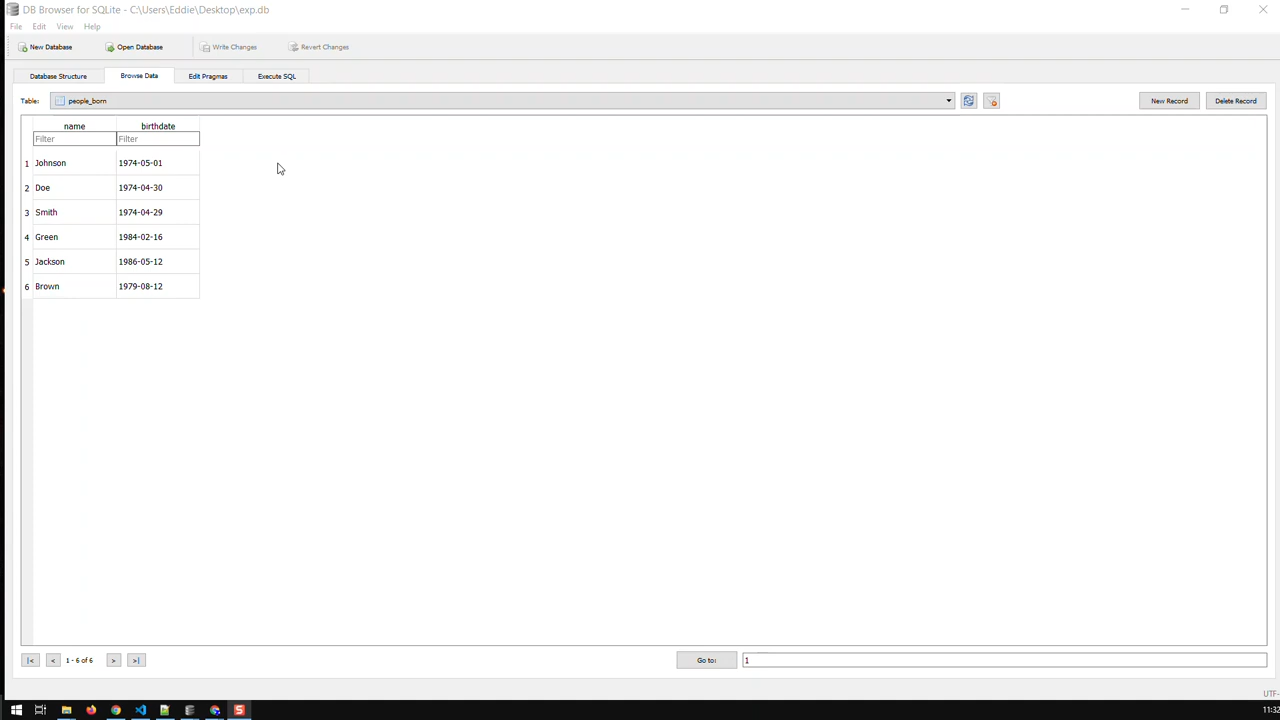 DB Browser for SQLite - C:\Users\Eddie\Desktop\exp.db
File Edit View Help
New Database Open Database Write Changes Revert Changes
Database Structure Browse Data Edit Pragmas Execute SQL
Table: people_born New Record Delete Record
name birthdate
Filter Filter
1 Johnson 1974-05-01
2 Doe 1974-04-30
3 Smith 1974-04-29
4 Green 1984-02-16
5 Jackson 1986-05-12
6 Brown 1979-08-12
|< < 1 - 6 of 6 > >| Go to: 1
UTF-
S 11:32